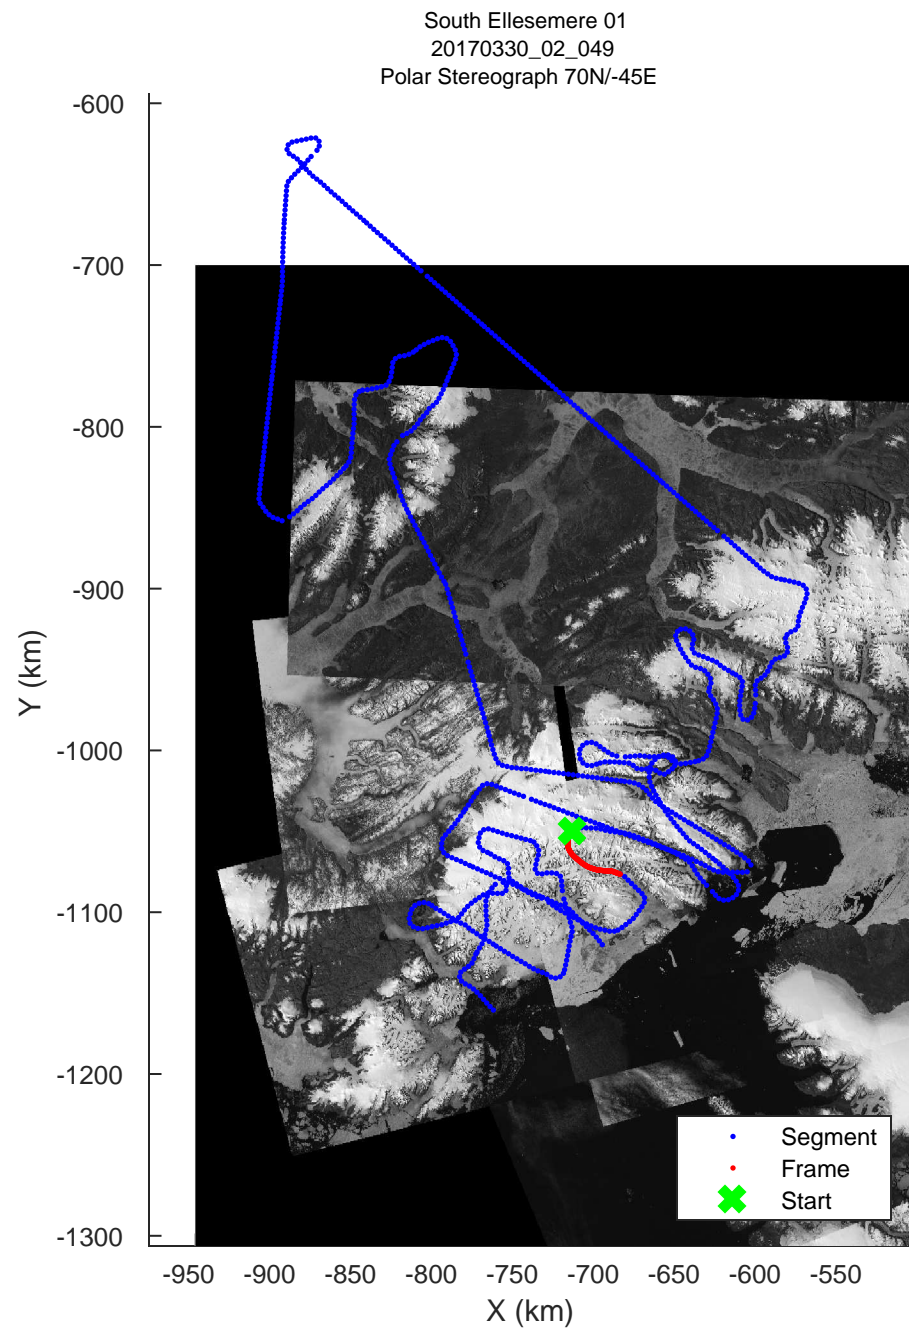 South Ellesemere 01
20170330_02_049
Polar Stereograph 70N/-45E
-600
-700
-800
-900
-1000
-1100
-1200
-1300
Y (km)
Segment
Frame
Start
-950 -900 -850 -800 -750 -700 -650 -600 -550
X (km)